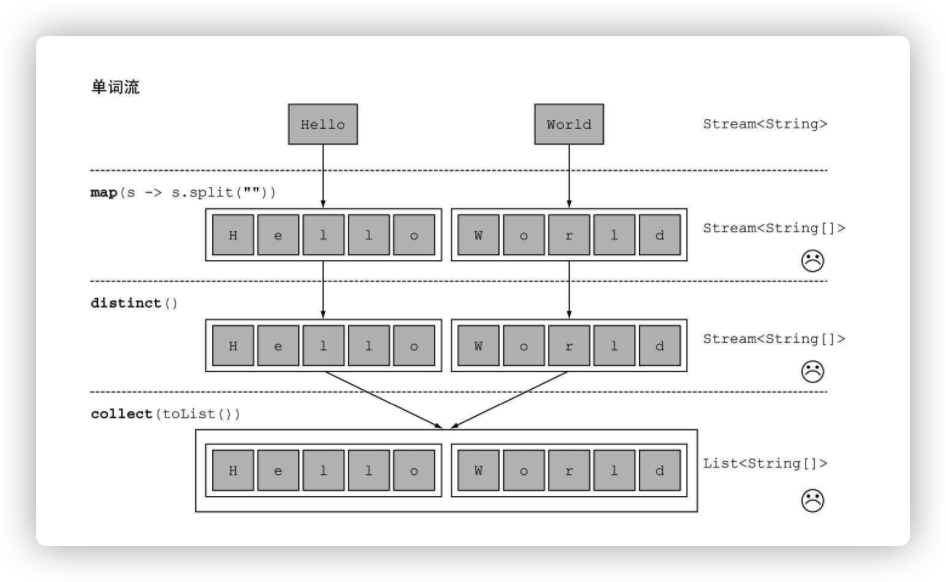 单词流
Hello World Stream<String>
map(s -> s.split(""))
H e l l o W o r l d Stream<String[]>
distinct()
H e l l o W o r l d Stream<String[]>
collect(toList())
H e l l o W o r l d List<String[]>